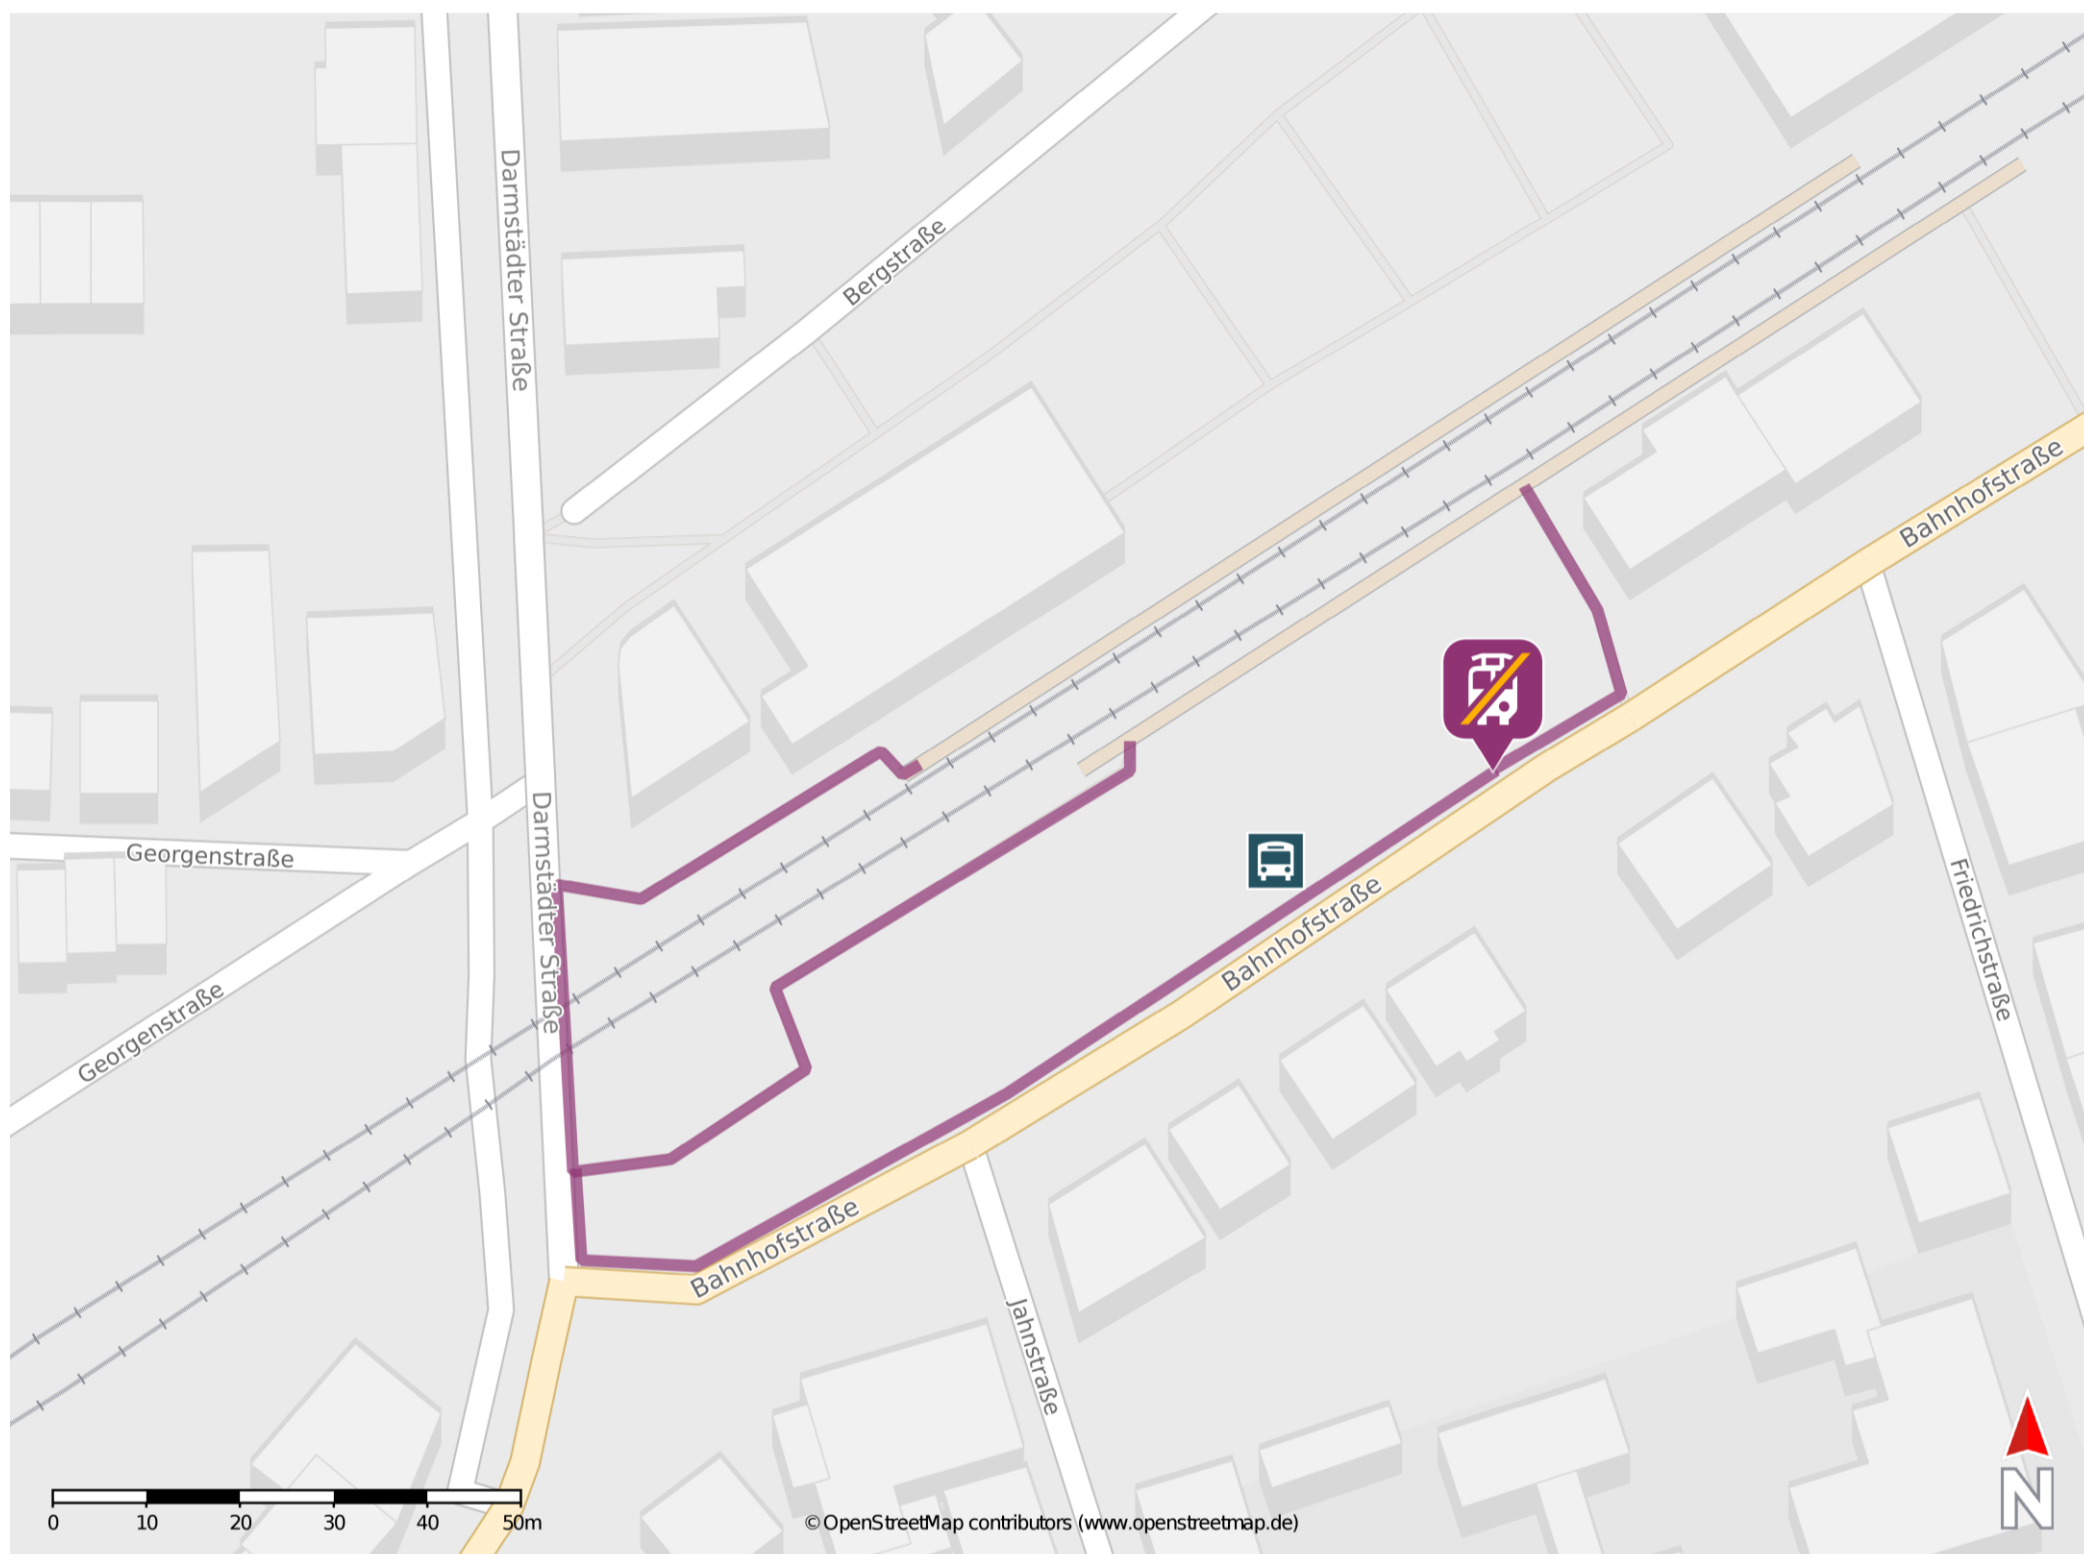 Darmstädter Straße
Bergstraße
Bahnhofstraße
Darmstädter Straße
Georgenstraße
Friedrichstraße
Bahnhofstraße
Georgenstraße
Bahnhofstraße
Jahnstraße
N
0 10 20 30 40 50m
© OpenStreetMap contributors (www.openstreetmap.de)